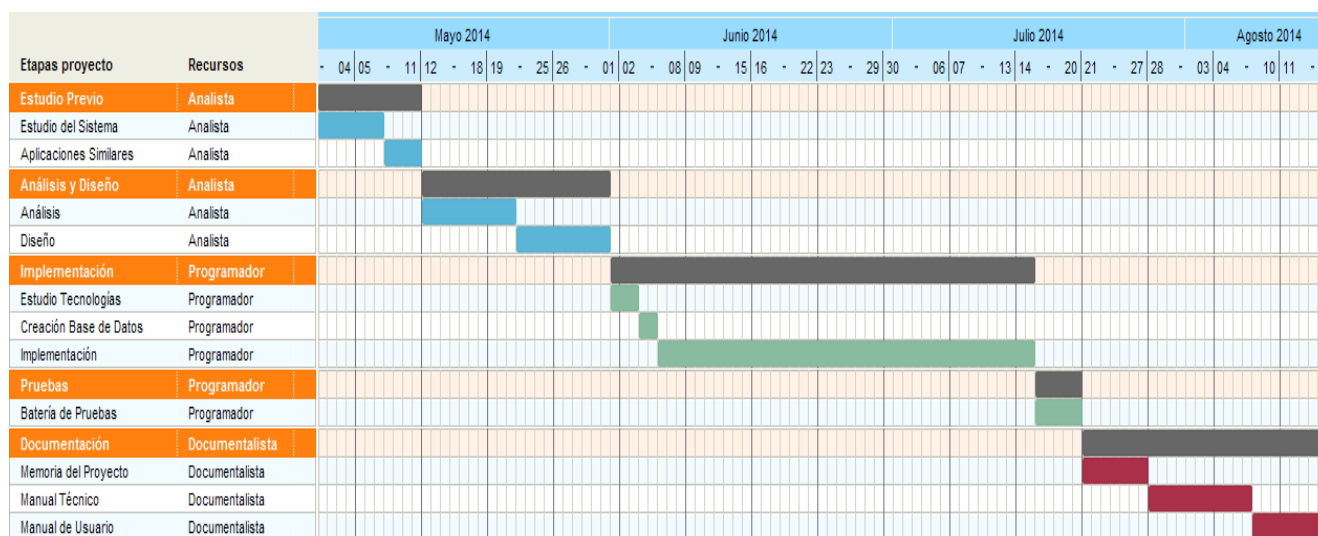 Mayo 2014 Junio 2014 Julio 2014 Agosto 2014
Etapas proyecto Recursos - 04 05 - 11 12 - 18 19 - 25 26 - 01 02 - 08 09 - 15 16 - 22 23 - 29 30 - 06 07 - 13 14 - 20 21 - 27 28 - 03 04 - 10 11 -
Estudio Previo Analista
Estudio del Sistema Analista
Aplicaciones Similares Analista
Análisis y Diseño Analista
Análisis Analista
Diseño Analista
Implementación Programador
Estudio Tecnologías Programador
Creación Base de Datos Programador
Implementación Programador
Pruebas Programador
Batería de Pruebas Programador
Documentación Documentalista
Memoria del Proyecto Documentalista
Manual Técnico Documentalista
Manual de Usuario Documentalista